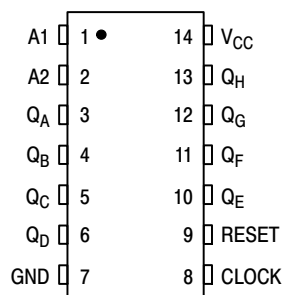 A1 1 14 VCC
A2 2 13 QH
QA 3 12 QG
QB 4 11 QF
QC 5 10 QE
QD 6 9 RESET
GND 7 8 CLOCK